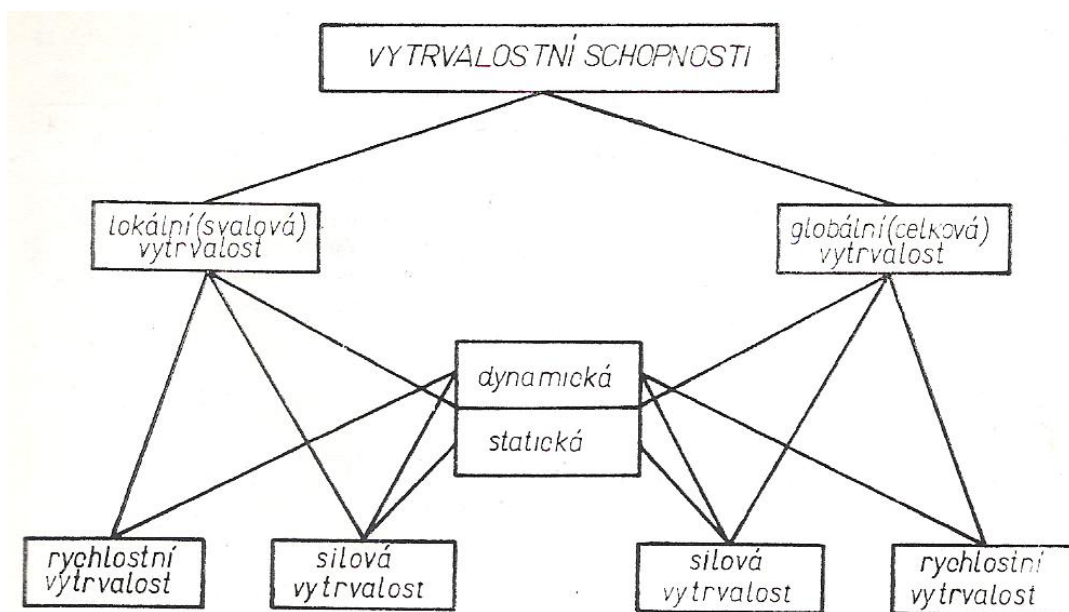 VYTRVALOSTNÍ SCHOPNOSTI
lokální (svalová)
vytrvalost
globální (celková)
vytrvalost
dynamická
statická
rychlostní
vytrvalost
silová
vytrvalost
silová
vytrvalost
rychlostní
vytrvalost